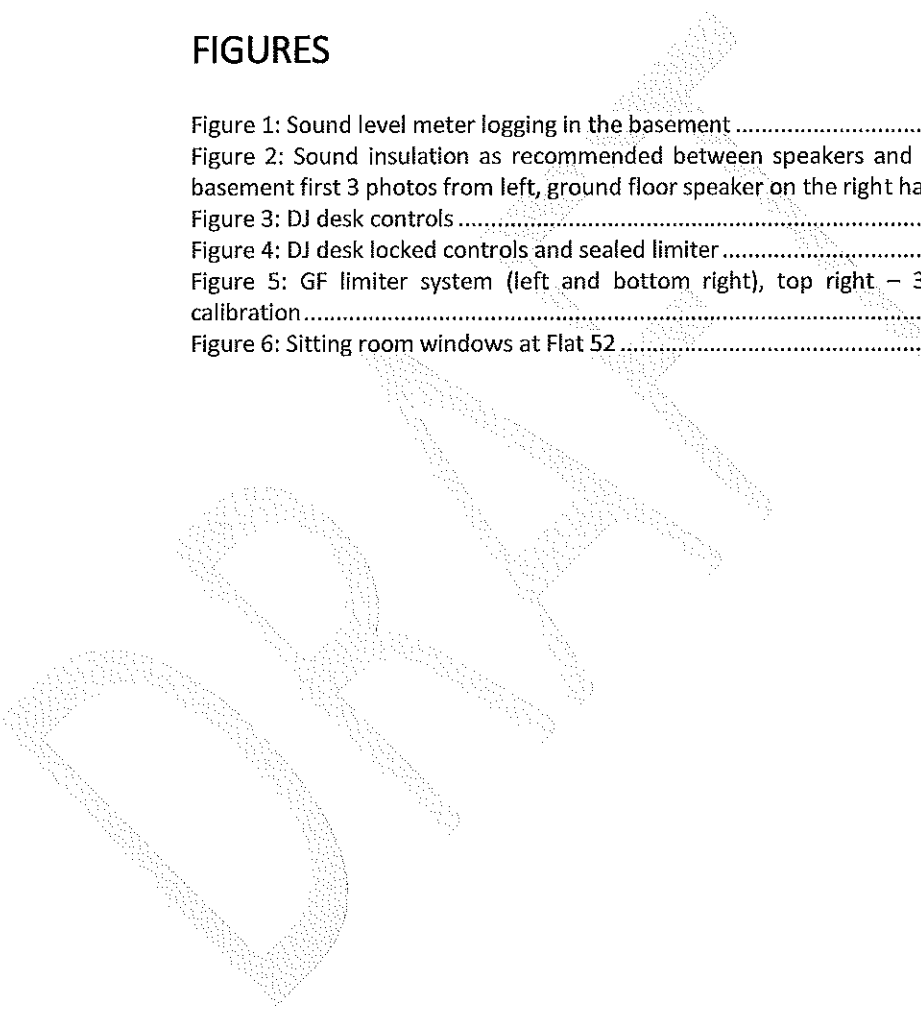 FIGURES
Figure 1: Sound level meter logging in the basement ................................
Figure 2: Sound insulation as recommended between speakers and
basement first 3 photos from left, ground floor speaker on the right ha
Figure 3: DJ desk controls ................................................................................
Figure 4: DJ desk locked controls and sealed limiter ...................................
Figure 5: GF limiter system (left and bottom right), top right – 3
calibration ..........................................................................................................
Figure 6: Sitting room windows at Flat 52 ....................................................
DRAFT